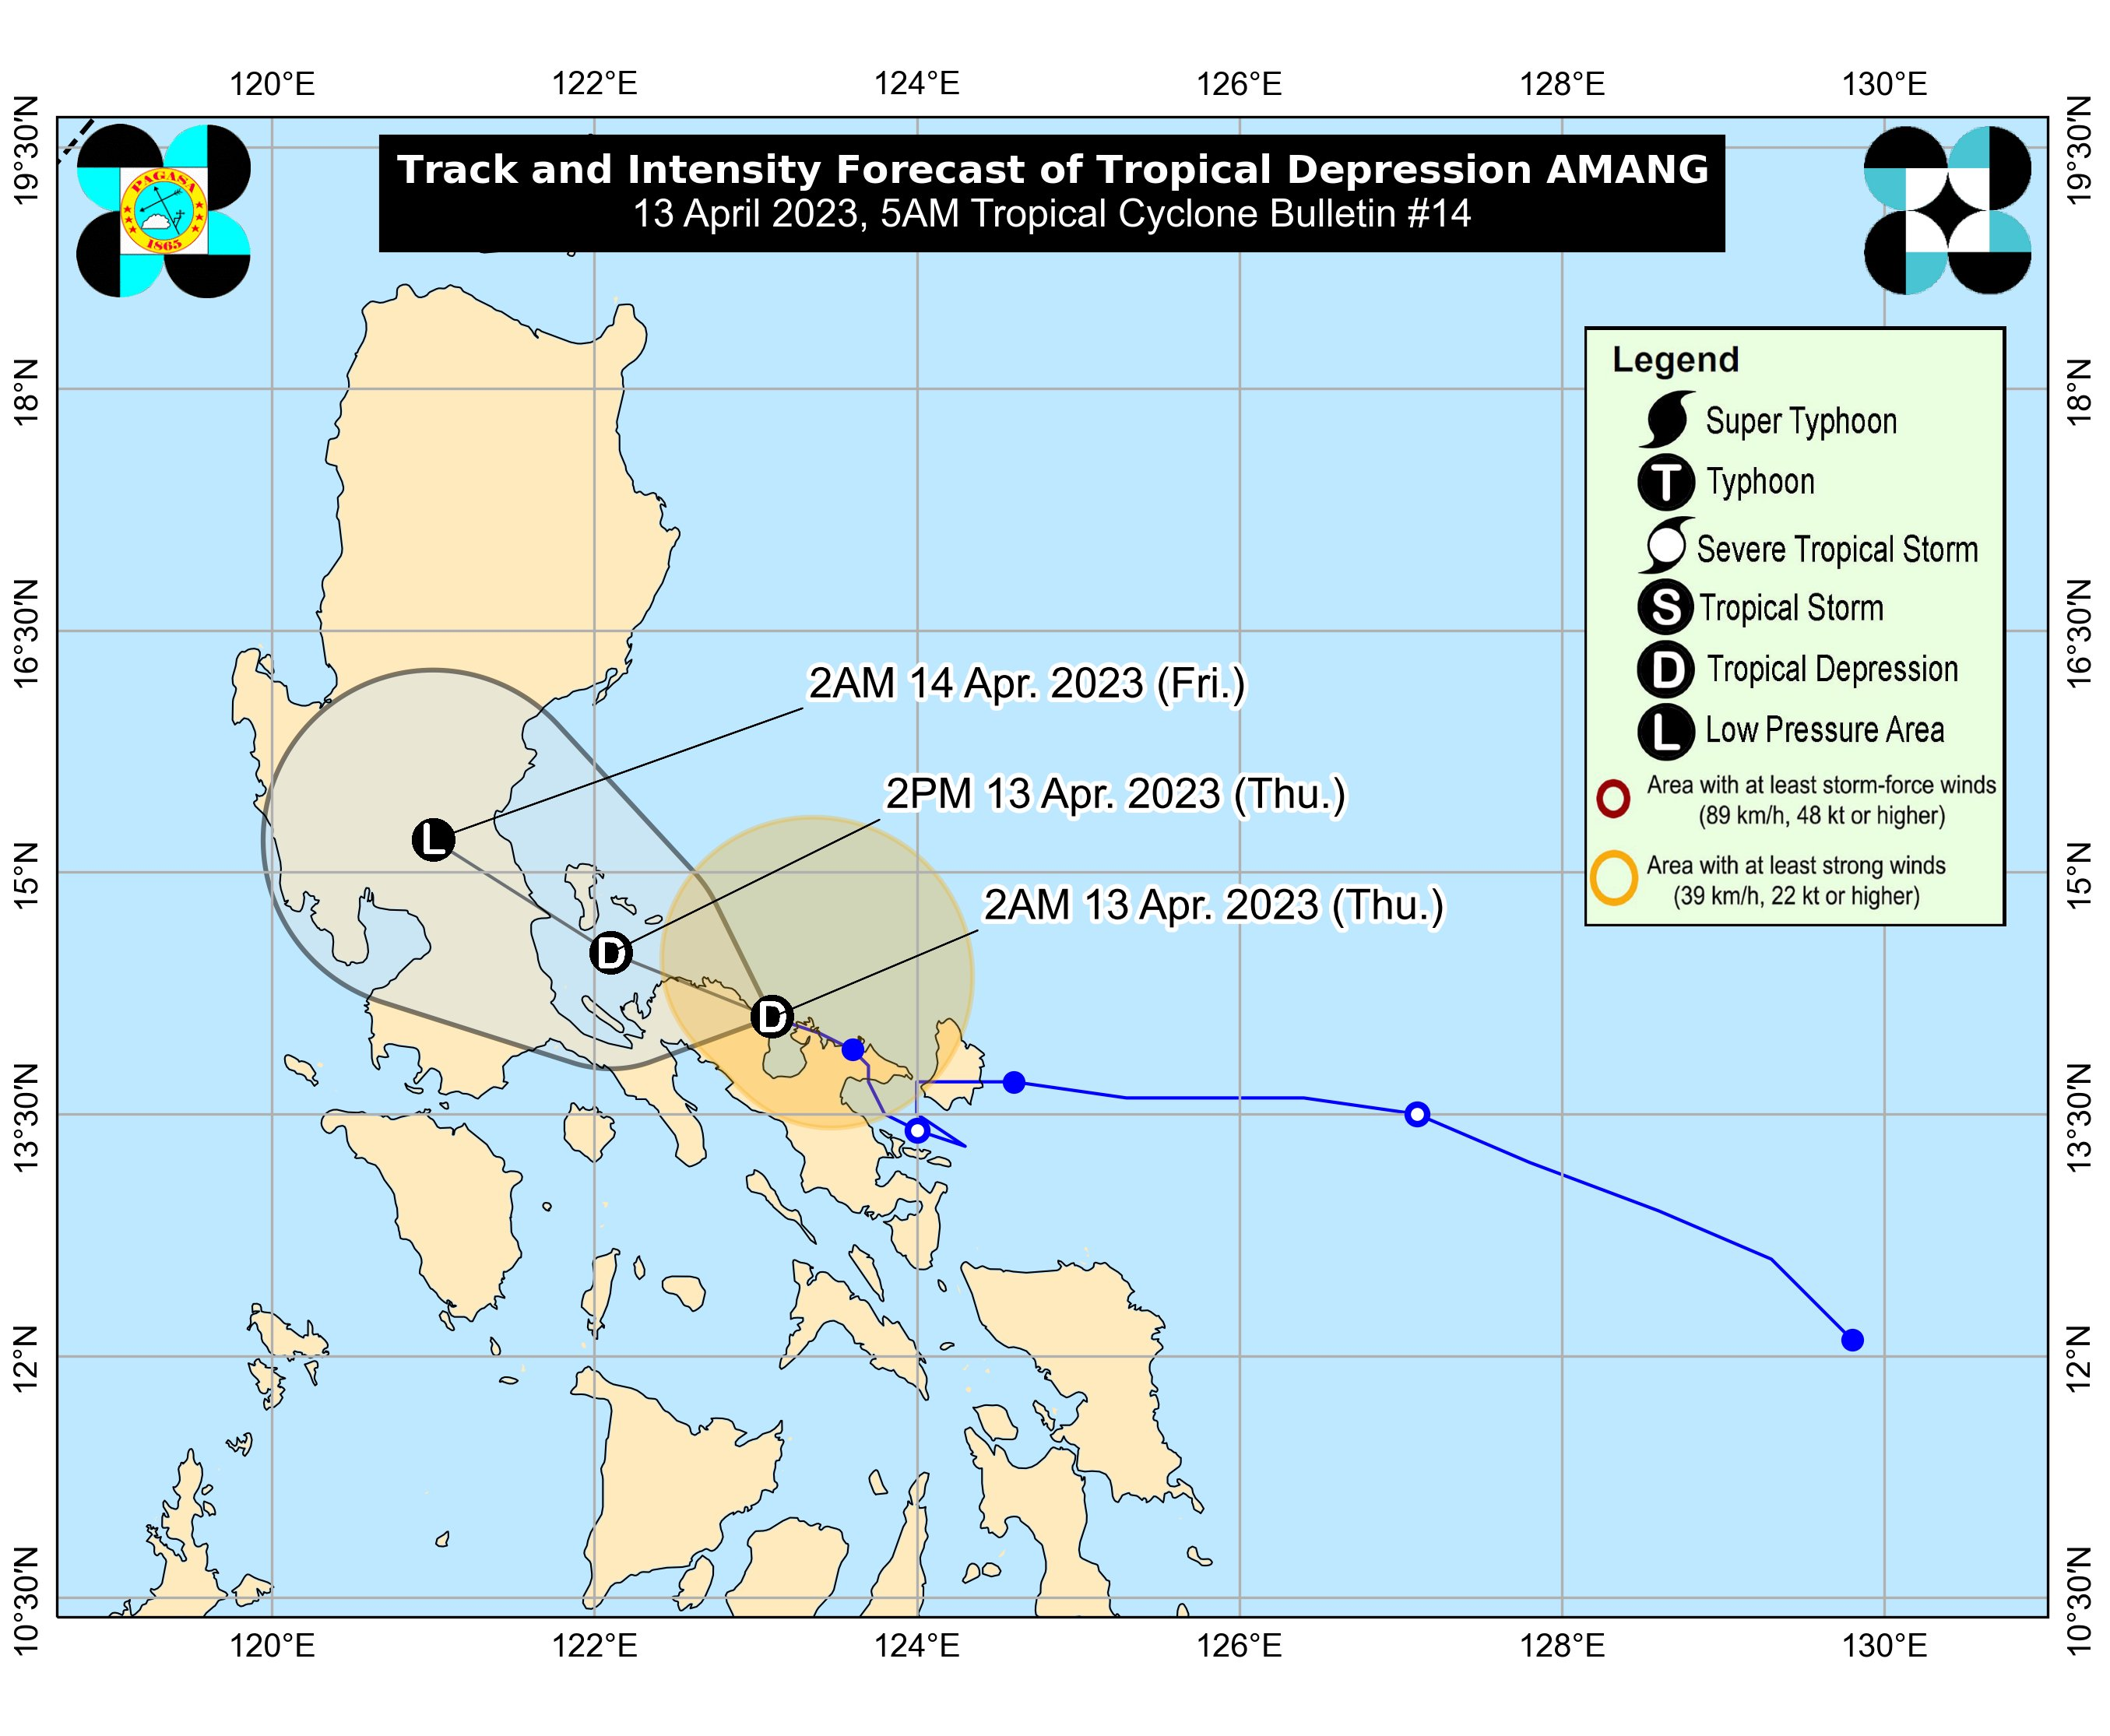 120°E 122°E 124°E 126°E 128°E 130°E
19°30'N 19°30'N
PAGASA
1865
Track and Intensity Forecast of Tropical Depression AMANG
13 April 2023, 5AM Tropical Cyclone Bulletin #14
Legend
Super Typhoon
T Typhoon
Severe Tropical Storm
S Tropical Storm
D Tropical Depression
L Low Pressure Area
Area with at least storm-force winds
(89 km/h, 48 kt or higher)
Area with at least strong winds
(39 km/h, 22 kt or higher)
18°N 18°N
16°30'N 16°30'N
2AM 14 Apr. 2023 (Fri.)
2PM 13 Apr. 2023 (Thu.)
L
15°N 15°N
2AM 13 Apr. 2023 (Thu.)
D
D
13°30'N 13°30'N
12°N 12°N
10°30'N 10°30'N
120°E 122°E 124°E 126°E 128°E 130°E